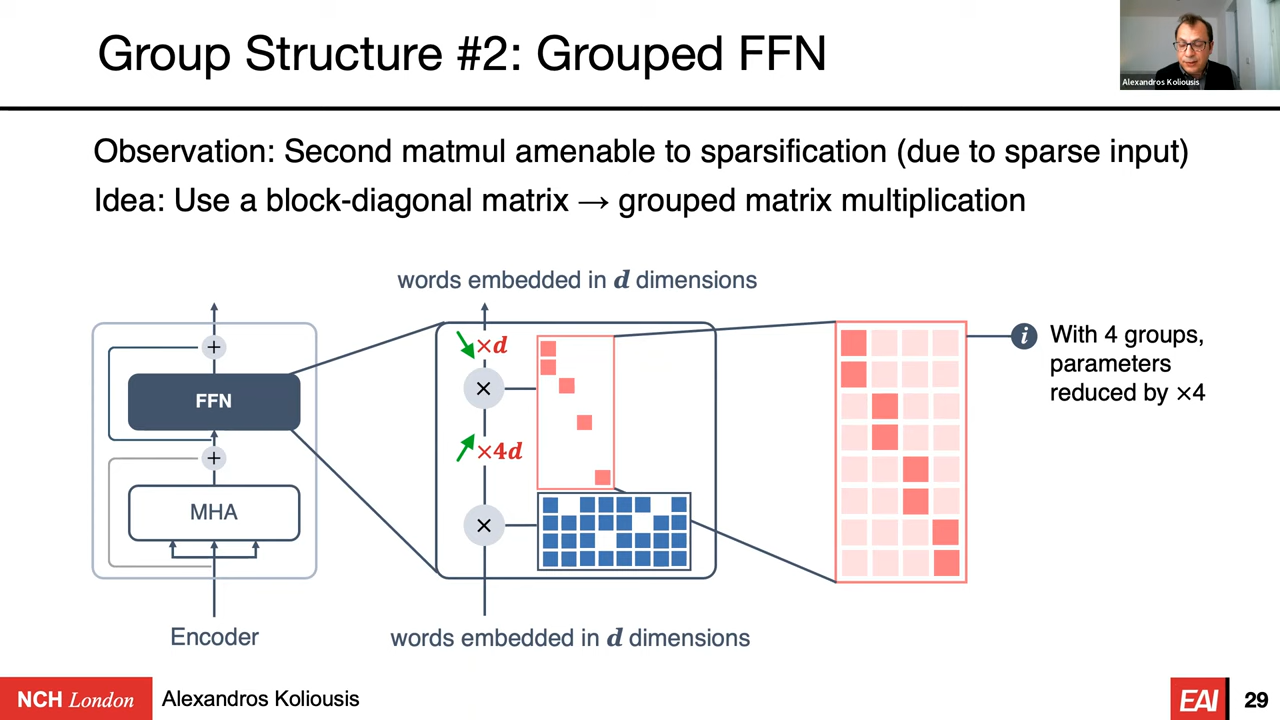 Group Structure #2: Grouped FFN
Alexandros Koliousis
Observation: Second matmul amenable to sparsification (due to sparse input)
Idea: Use a block-diagonal matrix → grouped matrix multiplication
words embedded in d dimensions
×d
×
×4d
×
words embedded in d dimensions
+
FFN
+
MHA
Encoder
i
With 4 groups,
parameters
reduced by ×4
NCH London
Alexandros Koliousis
EAI
29